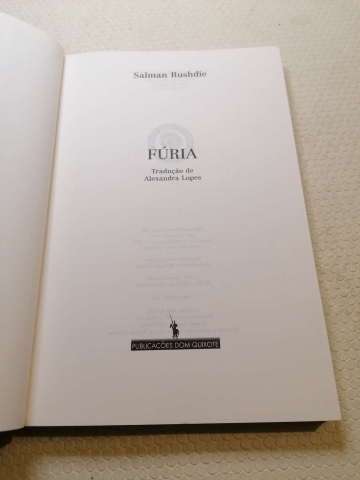 Salman Rushdie
FÚRIA
Tradução de
Alexandra Lopes
PUBLICAÇÕES DOM QUIXOTE